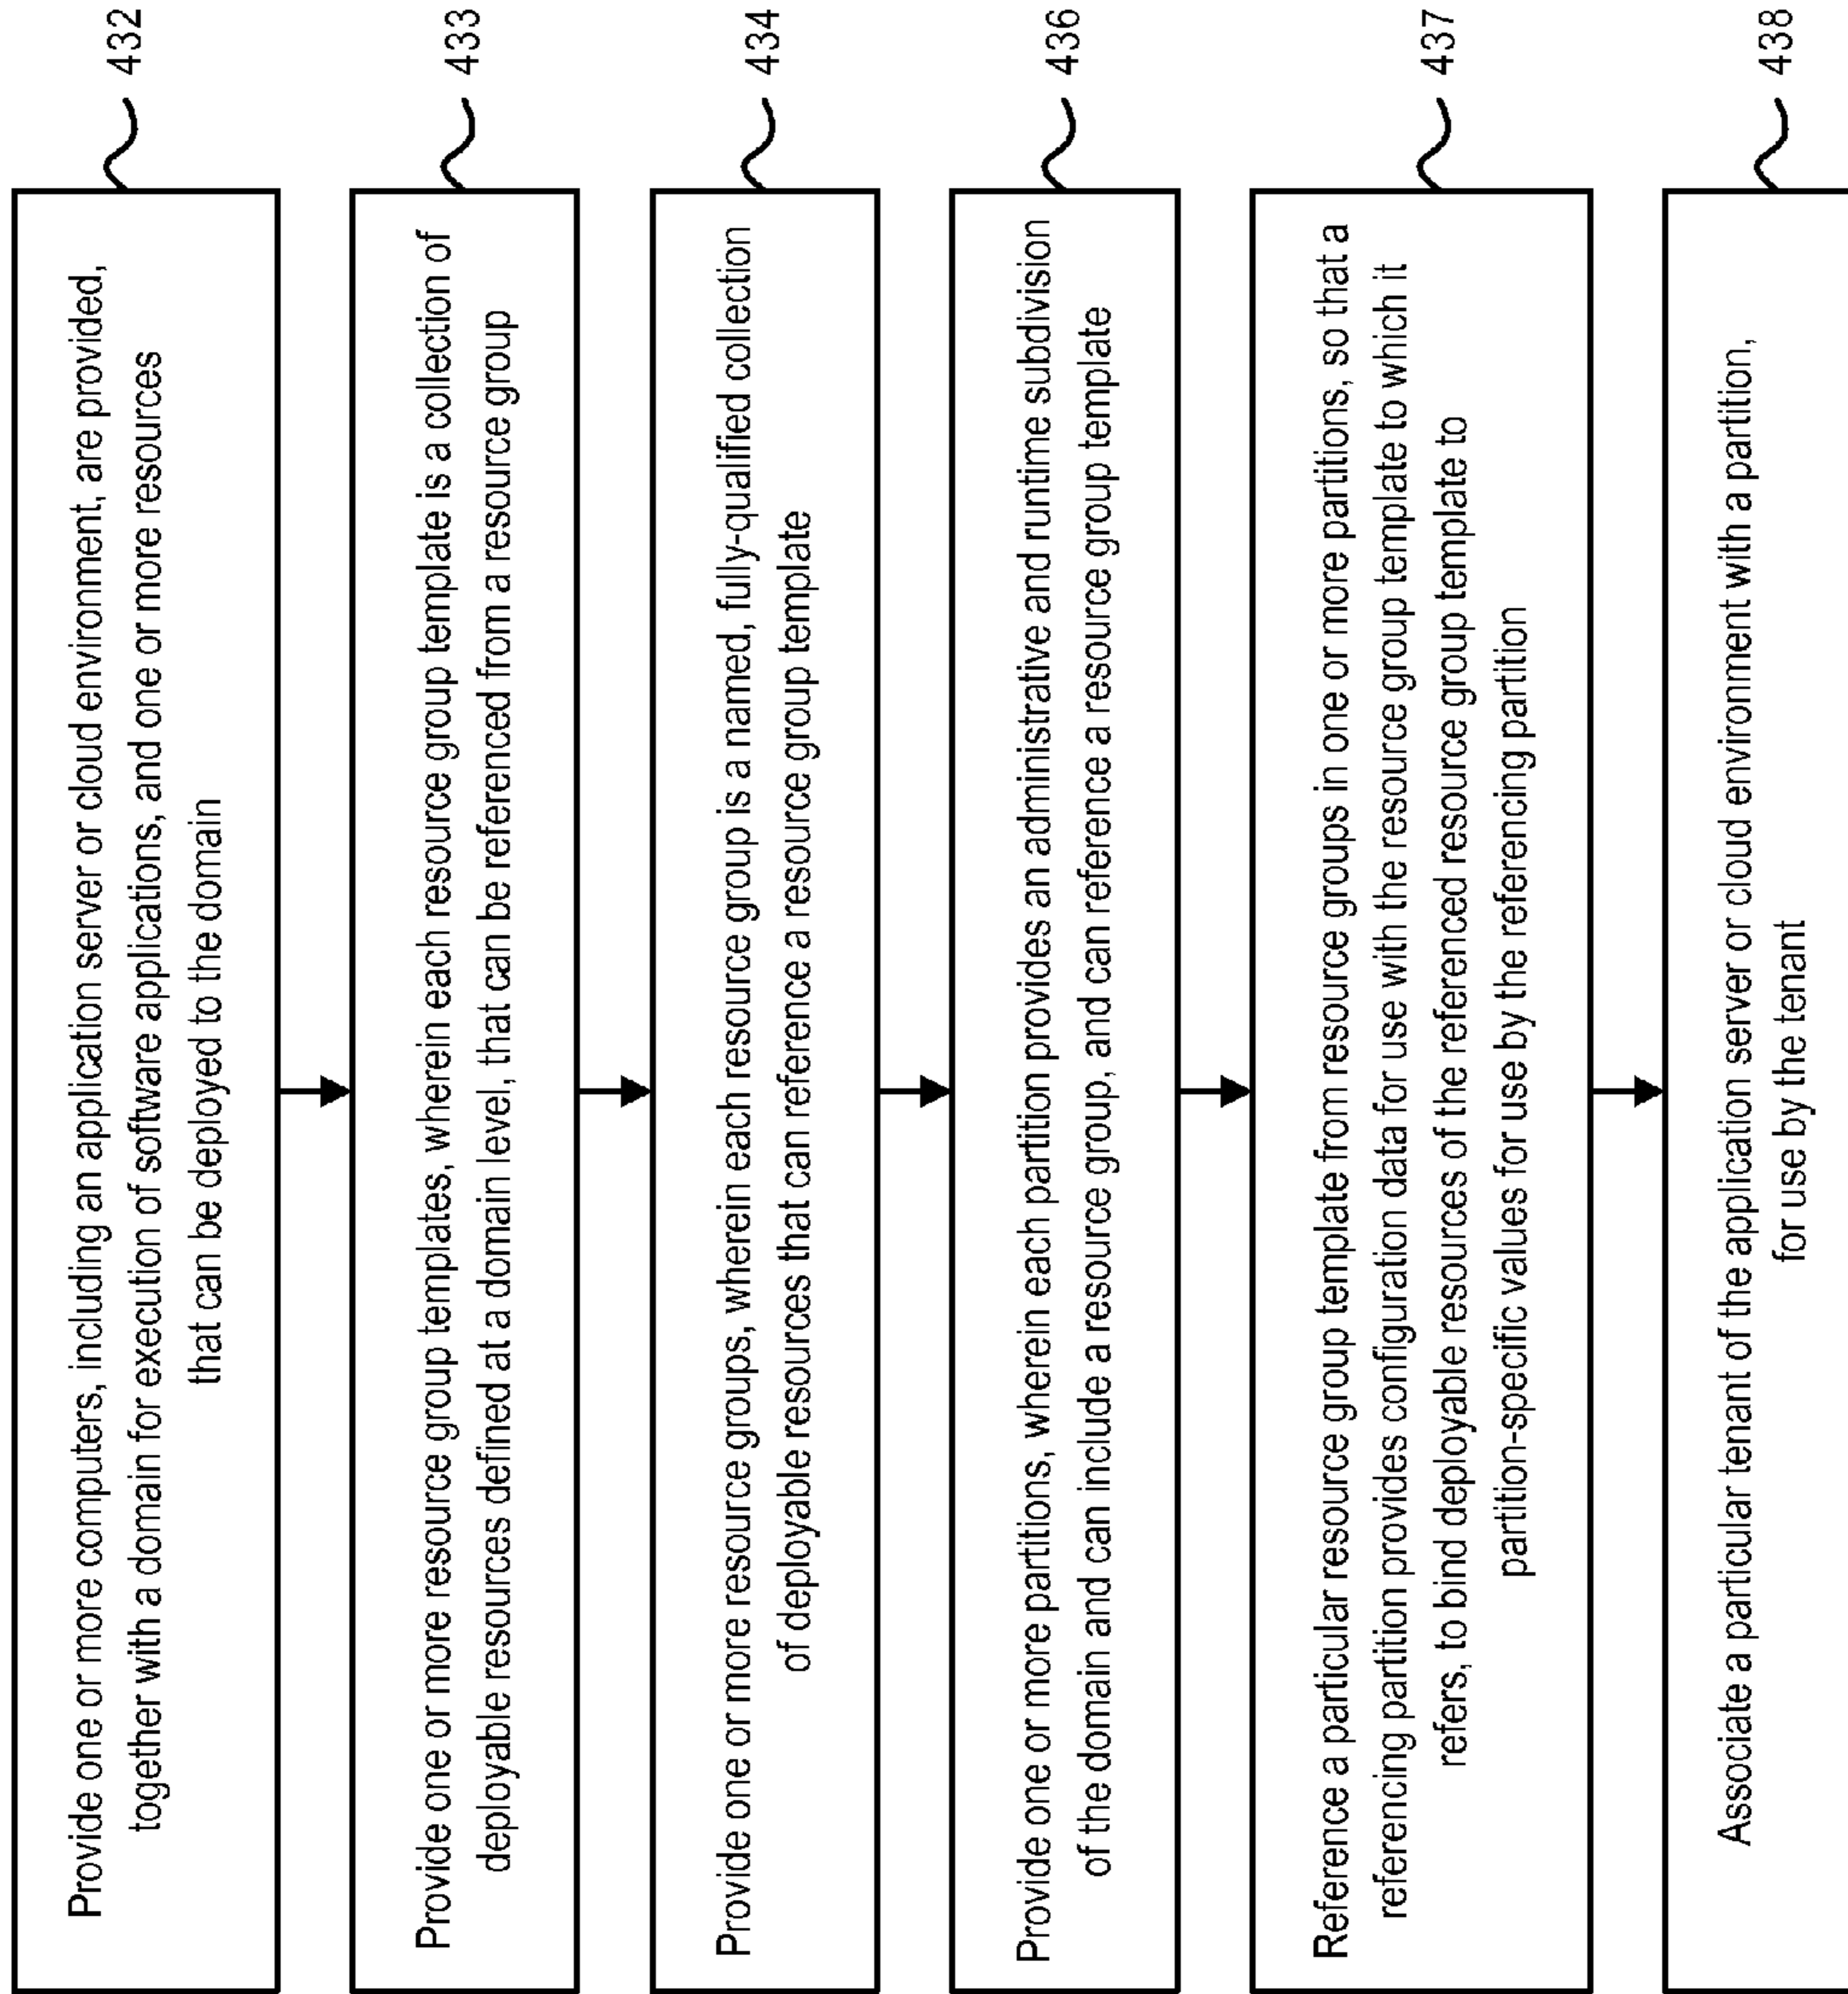 Provide one or more computers, including an application server or cloud environment, are provided,
together with a domain for execution of software applications, and one or more resources
that can be deployed to the domain
432
Provide one or more resource group templates, wherein each resource group template is a collection of
deployable resources defined at a domain level, that can be referenced from a resource group
433
Provide one or more resource groups, wherein each resource group is a named, fully-qualified collection
of deployable resources that can reference a resource group template
434
Provide one or more partitions, wherein each partition provides an administrative and runtime subdivision
of the domain and can include a resource group, and can reference a resource group template
436
Reference a particular resource group template from resource groups in one or more partitions, so that a
referencing partition provides configuration data for use with the resource group template to which it
refers, to bind deployable resources of the referenced resource group template to
partition-specific values for use by the referencing partition
437
Associate a particular tenant of the application server or cloud environment with a partition,
for use by the tenant
438